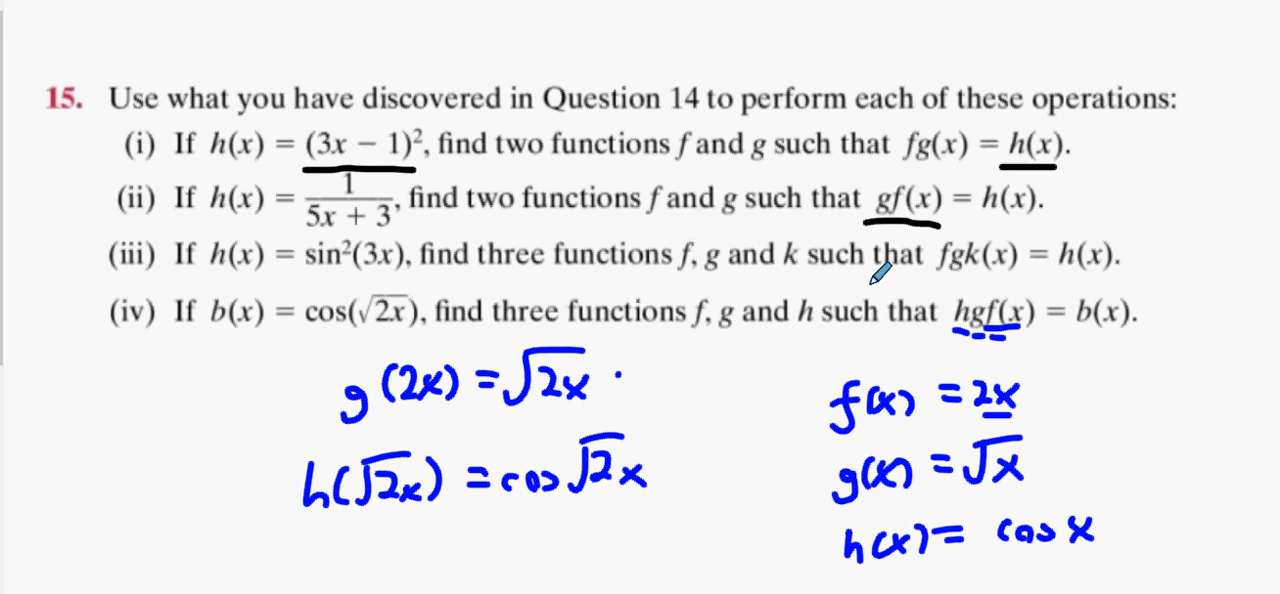 15. Use what you have discovered in Question 14 to perform each of these operations:
(i) If h(x) = (3x − 1)², find two functions f and g such that fg(x) = h(x).
(ii) If h(x) = 1/(5x + 3), find two functions f and g such that gf(x) = h(x).
(iii) If h(x) = sin²(3x), find three functions f, g and k such that fgk(x) = h(x).
(iv) If b(x) = cos(√2x), find three functions f, g and h such that hgf(x) = b(x).
g(2x) = √2x .
h(√2x) = cos √2x
f(x) = 2x
g(x) = √x
h(x) = cos x